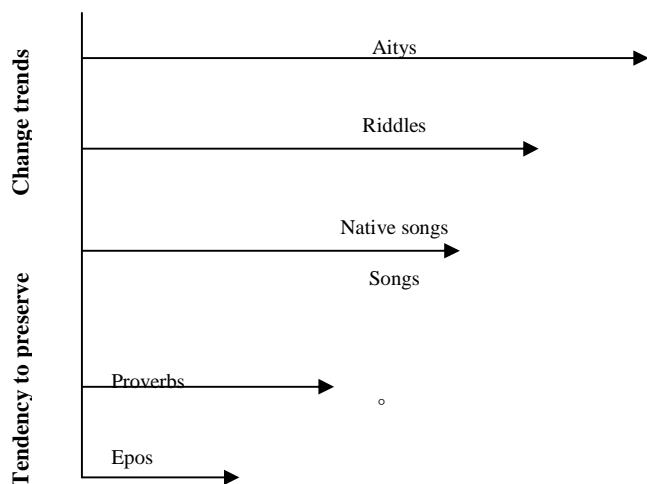 Aitys
Change trends
Riddles
Native songs
Songs
Tendency to preserve
Proverbs
Epos